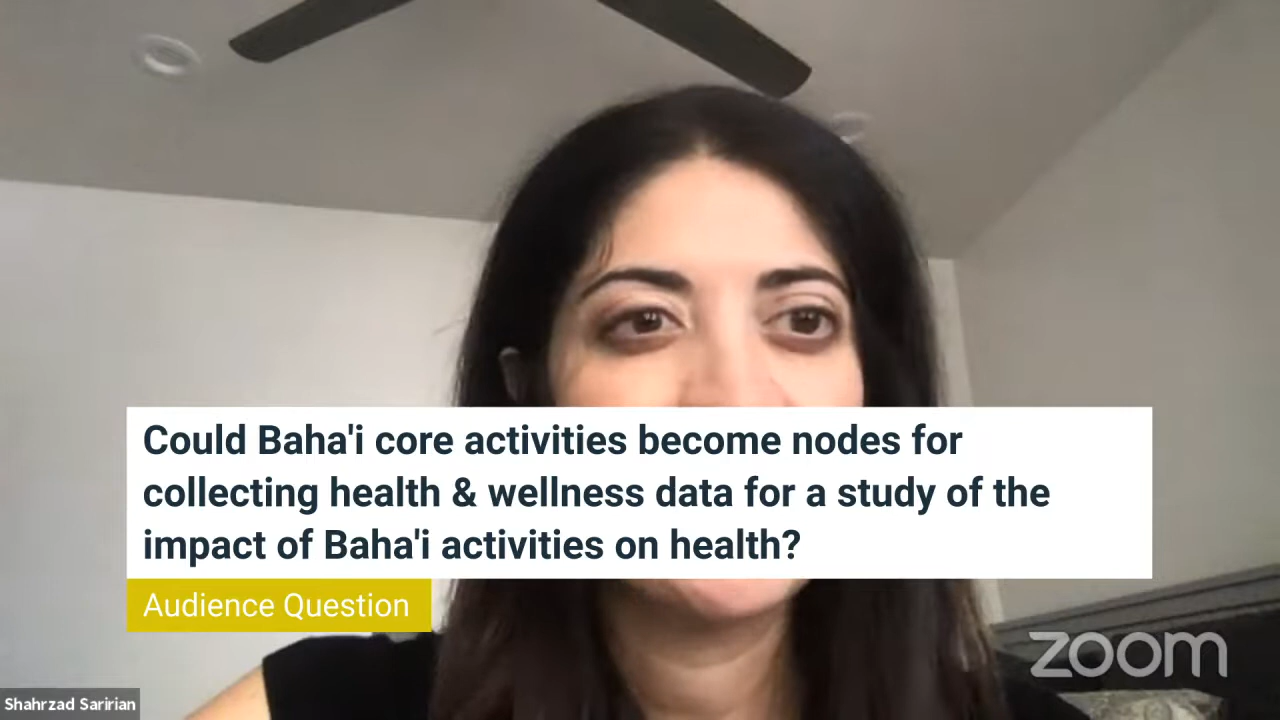 Could Baha'i core activities become nodes for
collecting health & wellness data for a study of the
impact of Baha'i activities on health?
Audience Question
zoom
Shahrzad Saririan